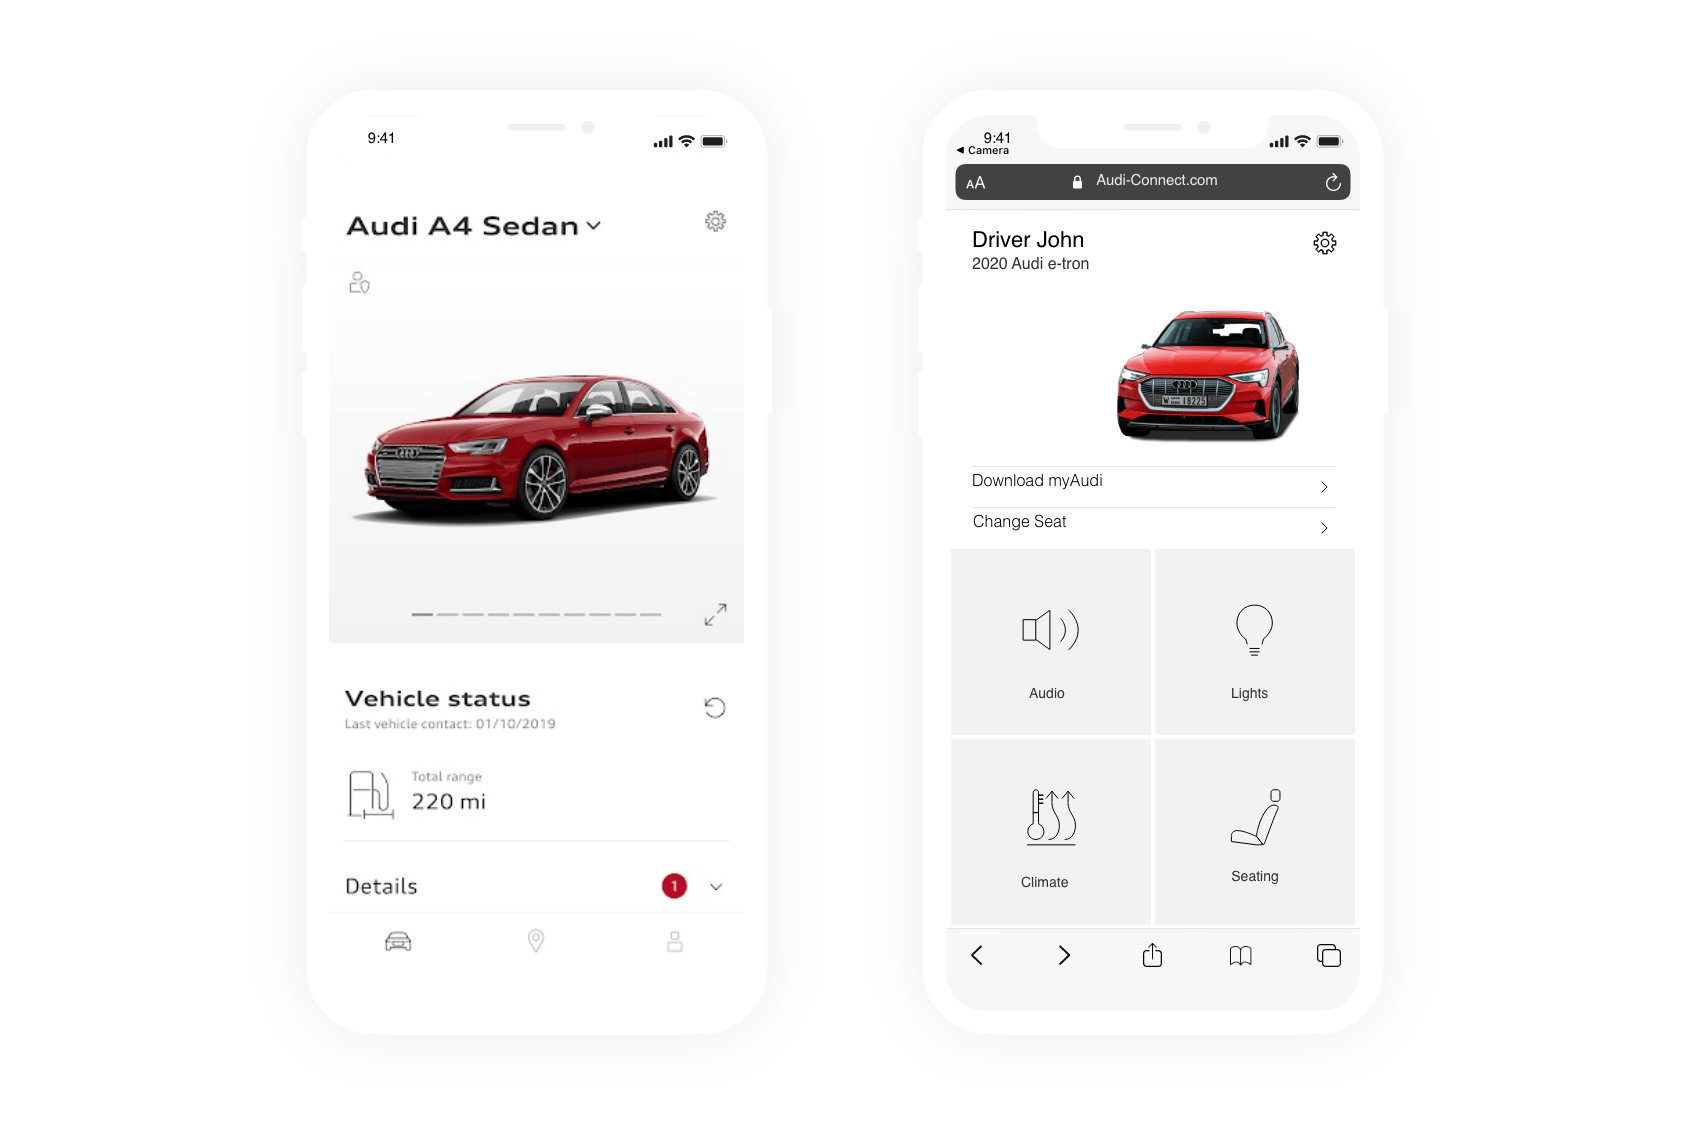 9:41
Audi A4 Sedan
Vehicle status
Last vehicle contact: 01/10/2019
Total range
220 mi
Details
1
9:41
Camera
AA
Audi-Connect.com
Driver John
2020 Audi e-tron
W 18225
Download myAudi
Change Seat
Audio
Lights
Climate
Seating